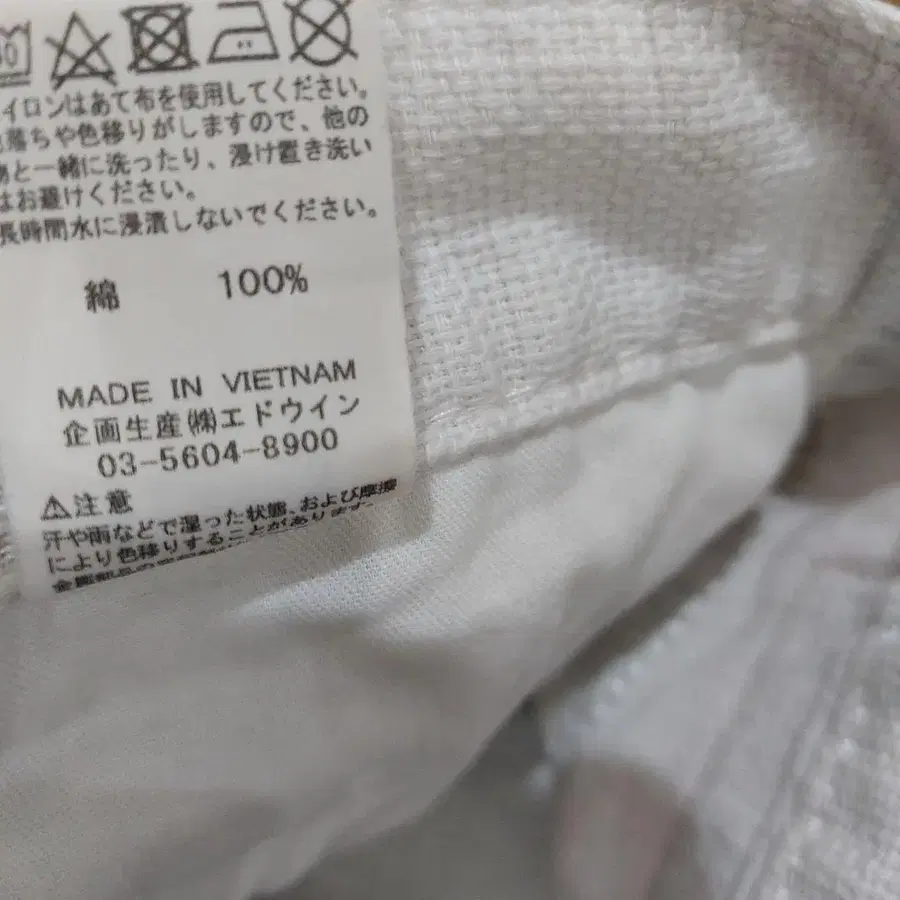 イロンはあて布を使用してください。
落ちや色移りがしますので、他の
物と一緒に洗ったり、浸け置き洗い
はお避けください。
長時間水に浸漬しないでください。
綿 100%
MADE IN VIETNAM
企画生産㈱エドウイン
03-5604-8900
⚠注意
汗や雨などで湿った状態、および摩擦
により色移りすることがあります。
金属部品の